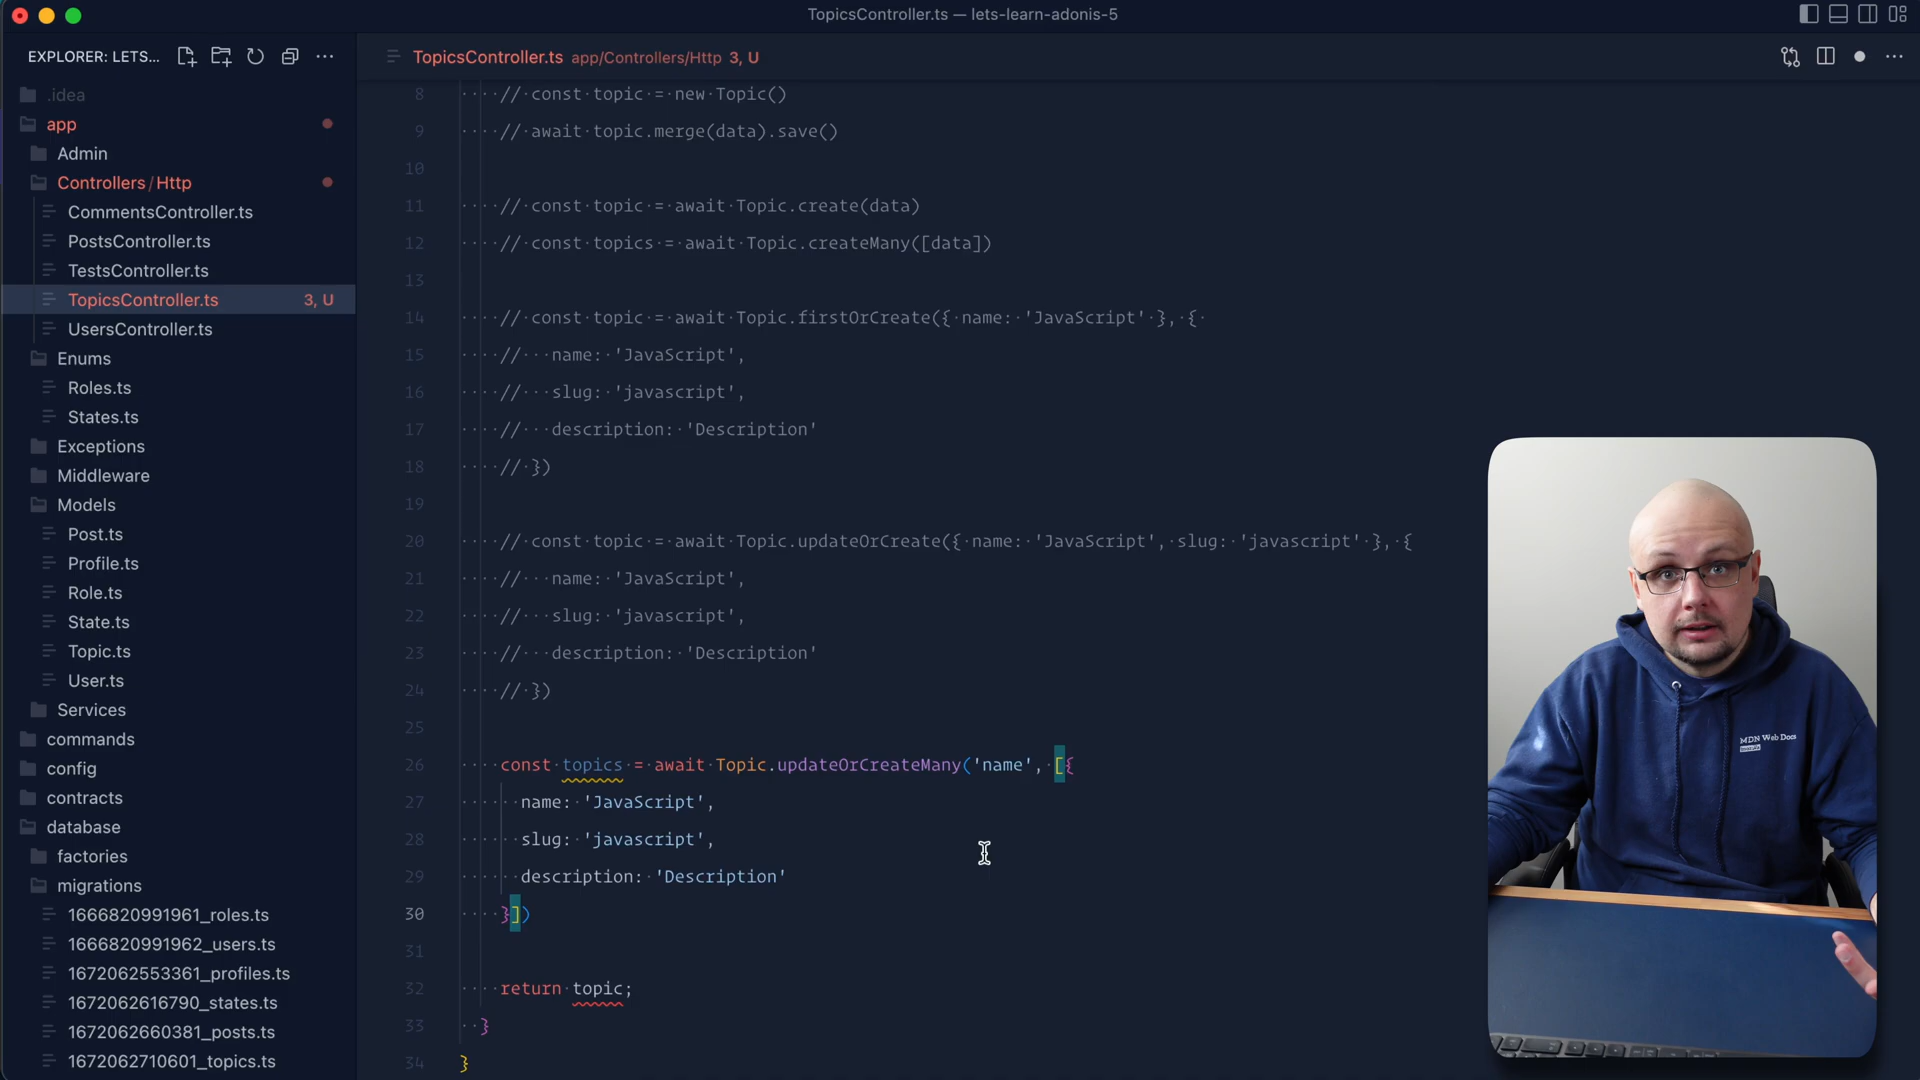 TopicsController.ts — lets-learn-adonis-5
EXPLORER: LETS...
TopicsController.ts app/Controllers/Http 3, U
.idea
app
Admin
Controllers/Http
CommentsController.ts
PostsController.ts
TestsController.ts
TopicsController.ts 3, U
UsersController.ts
Enums
Roles.ts
States.ts
Exceptions
Middleware
Models
Post.ts
Profile.ts
Role.ts
State.ts
Topic.ts
User.ts
Services
commands
config
contracts
database
factories
migrations
1666820991961_roles.ts
1666820991962_users.ts
1672062553361_profiles.ts
1672062616790_states.ts
1672062660381_posts.ts
1672062710601_topics.ts
8 // const topic = new Topic()
9 // await topic.merge(data).save()
10
11 // const topic = await Topic.create(data)
12 // const topics = await Topic.createMany([data])
13
14 // const topic = await Topic.firstOrCreate({ name: 'JavaScript' }, {
15 // name: 'JavaScript',
16 // slug: 'javascript',
17 // description: 'Description'
18 // })
19
20 // const topic = await Topic.updateOrCreate({ name: 'JavaScript', slug: 'javascript' }, {
21 // name: 'JavaScript',
22 // slug: 'javascript',
23 // description: 'Description'
24 // })
25
26 const topics = await Topic.updateOrCreateMany('name', [{
27 name: 'JavaScript',
28 slug: 'javascript',
29 description: 'Description'
30 }])
31
32 return topic;
33 }
34 }
MDN Web Docs